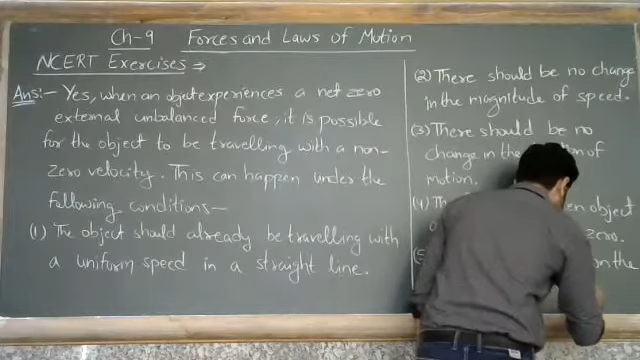 Ch-9 Forces and Laws of Motion
NCERT Exercises ⇒
Ans:- Yes, when an object experiences a net zero
external unbalanced force, it is possible
for the object to be travelling with a non-
zero velocity. This can happen under the
following conditions-
(1) The object should already be travelling with
a uniform speed in a straight line.
(2) There should be no change
in the magnitude of speed.
(3) There should be no
change in the of
motion.
(4) object
zero.
(5 on the